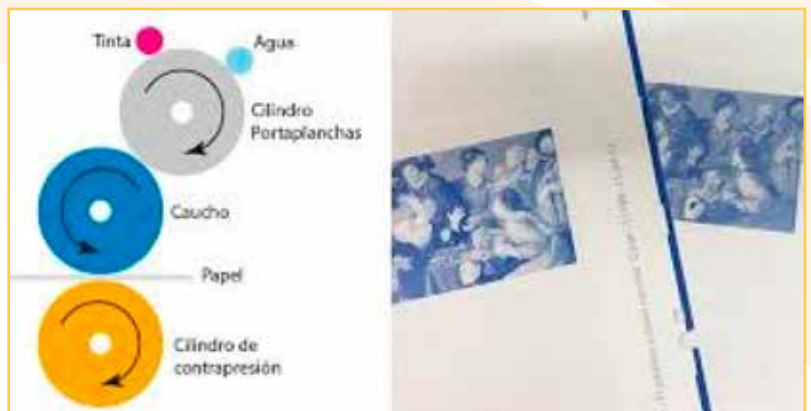 Tinta
Agua
Cilindro
Portaplanchas
Caucho
Papel
Cilindro de
contrapresión